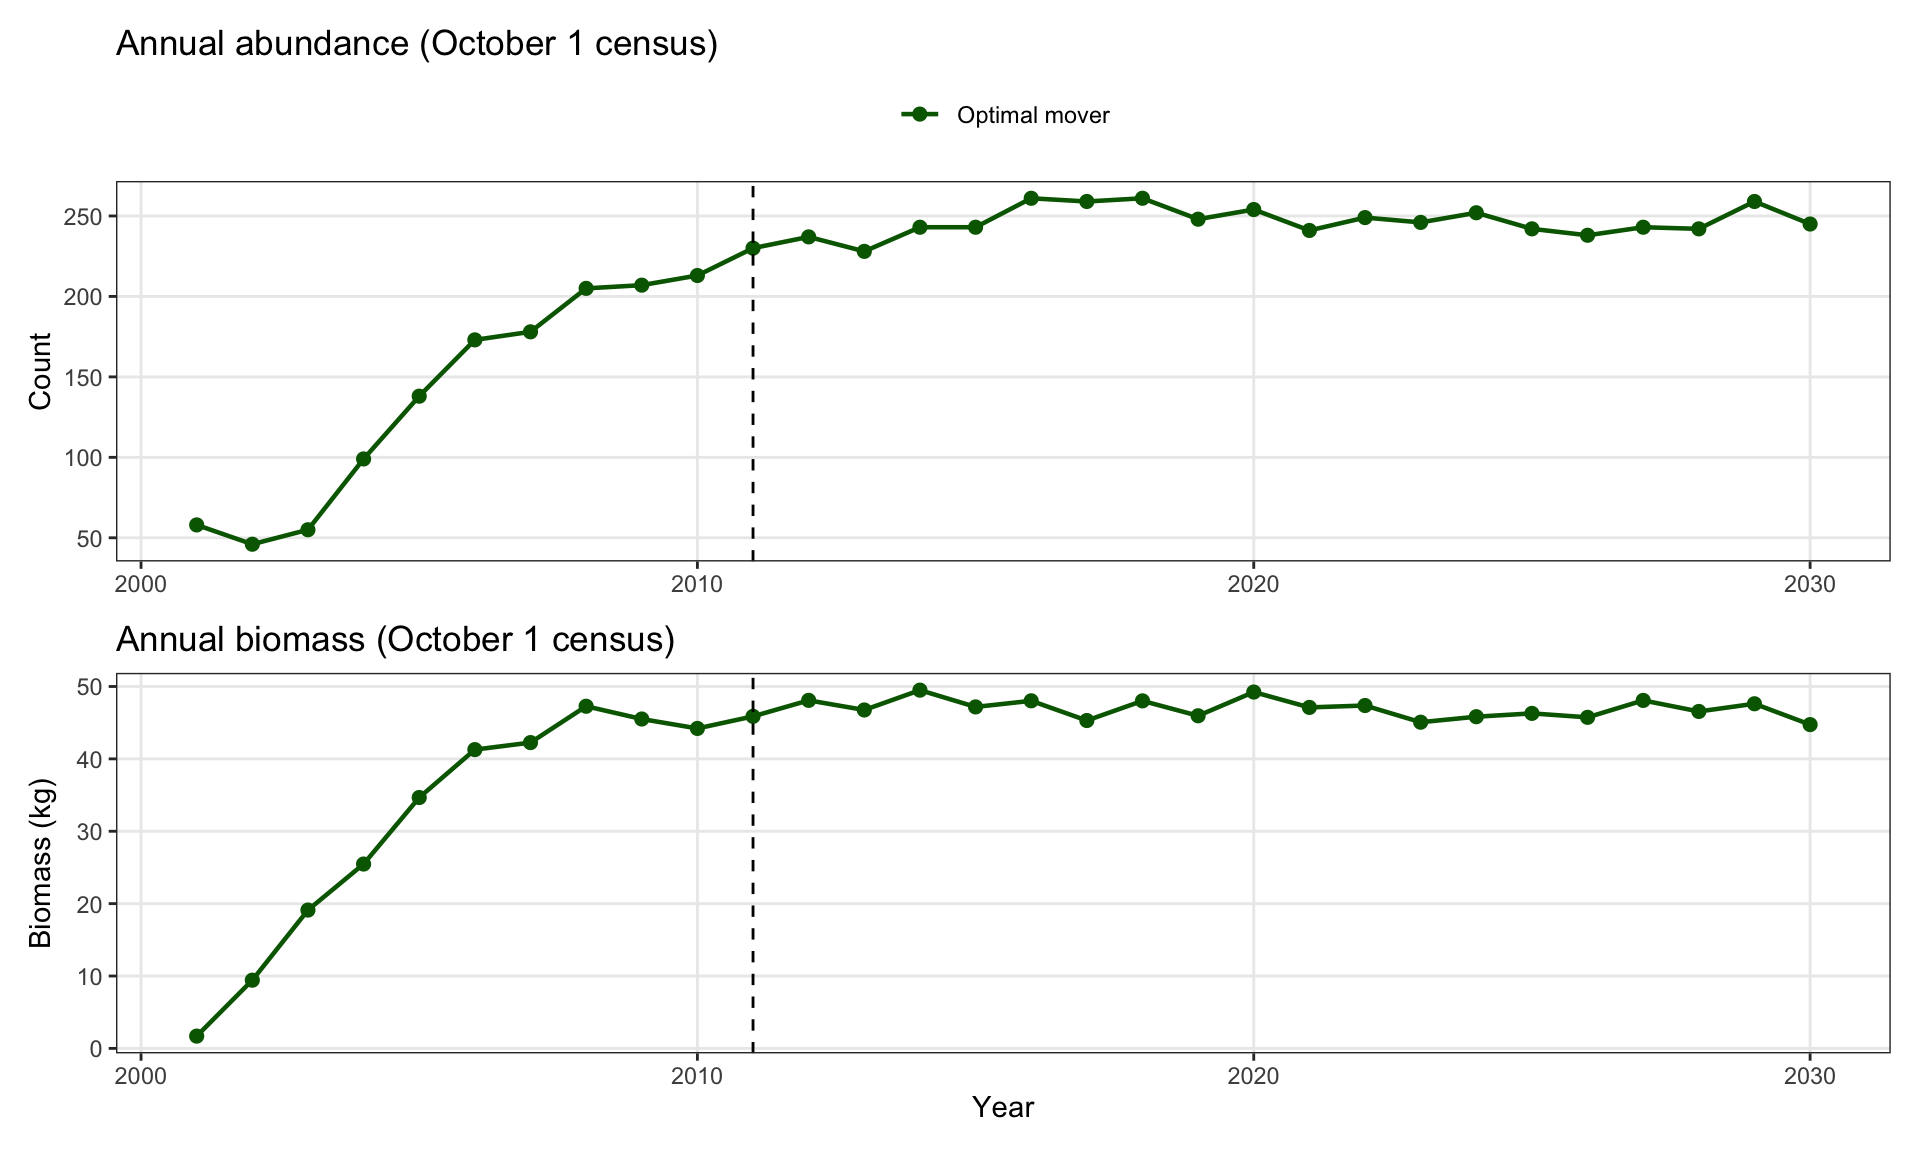 Annual abundance (October 1 census)
Optimal mover
Count
250
200
150
100
50
2000 2010 2020 2030
Annual biomass (October 1 census)
Biomass (kg)
50
40
30
20
10
0
2000 2010 2020 2030
Year